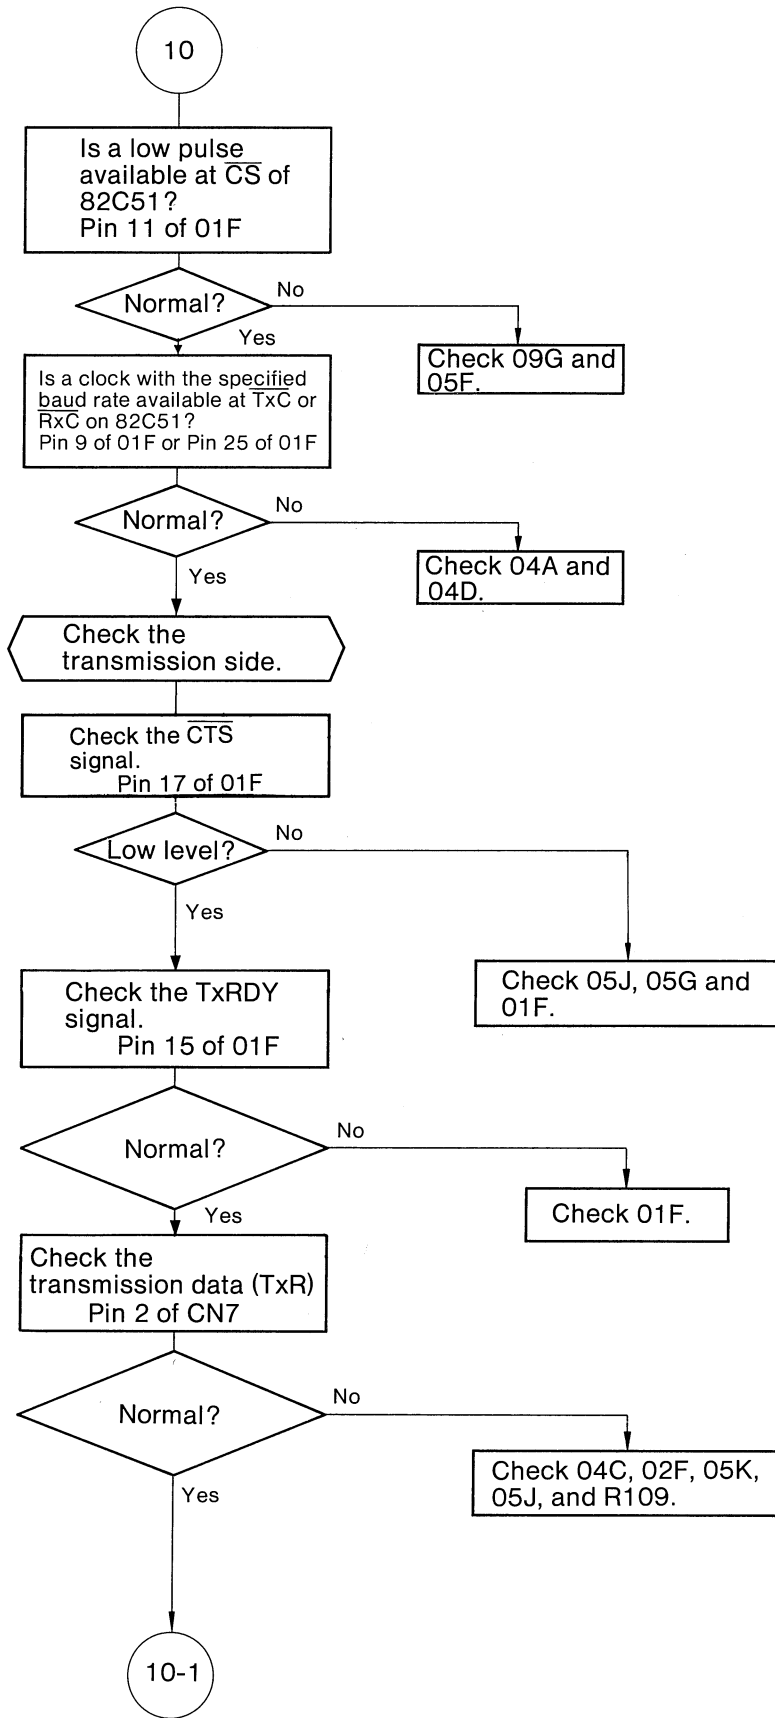 10
Is a low pulse
available at C̅S̅ of
82C51?
Pin 11 of 01F
Normal?
No
Yes
Check 09G and
05F.
Is a clock with the specified
baud rate available at T̅x̅C̅ or
R̅x̅C̅ on 82C51?
Pin 9 of 01F or Pin 25 of 01F
Normal?
No
Yes
Check 04A and
04D.
Check the
transmission side.
Check the C̅T̅S̅
signal.
Pin 17 of 01F
Low level?
No
Yes
Check 05J, 05G and
01F.
Check the TxRDY
signal.
Pin 15 of 01F
Normal?
No
Yes
Check 01F.
Check the
transmission data (TxR)
Pin 2 of CN7
Normal?
No
Yes
Check 04C, 02F, 05K,
05J, and R109.
10-1